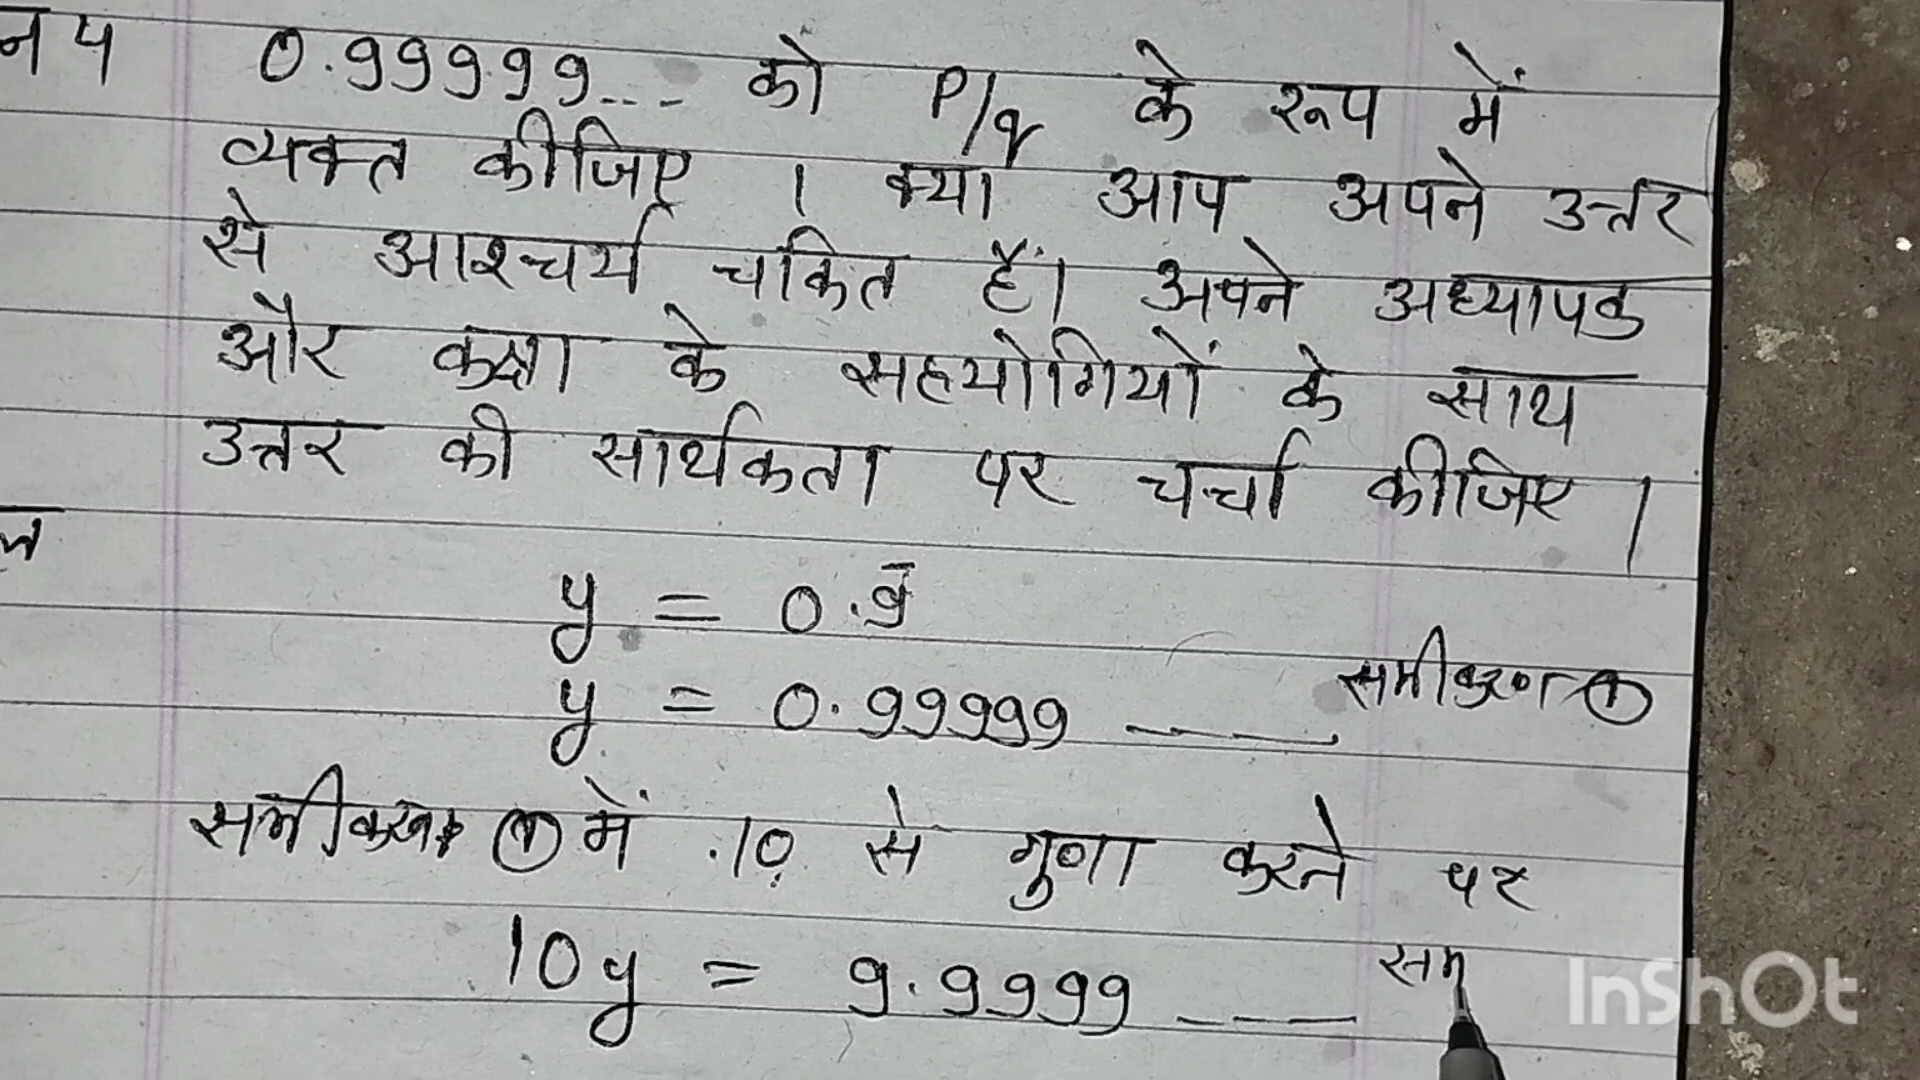 न 4 0.99999... को P/q के रूप में
व्यक्त कीजिए । क्या आप अपने उत्तर
से आश्चर्य चकित हैं। अपने अध्यापक
और कक्षा के सहयोगियों के साथ
उत्तर की सार्थकता पर चर्चा कीजिए ।
ल
y = 0.9̅
y = 0.99999 ---- समीकरण ①
समीकरण ① में 10 से गुणा करने पर
10y = 9.9999 ---- सम
InShOt